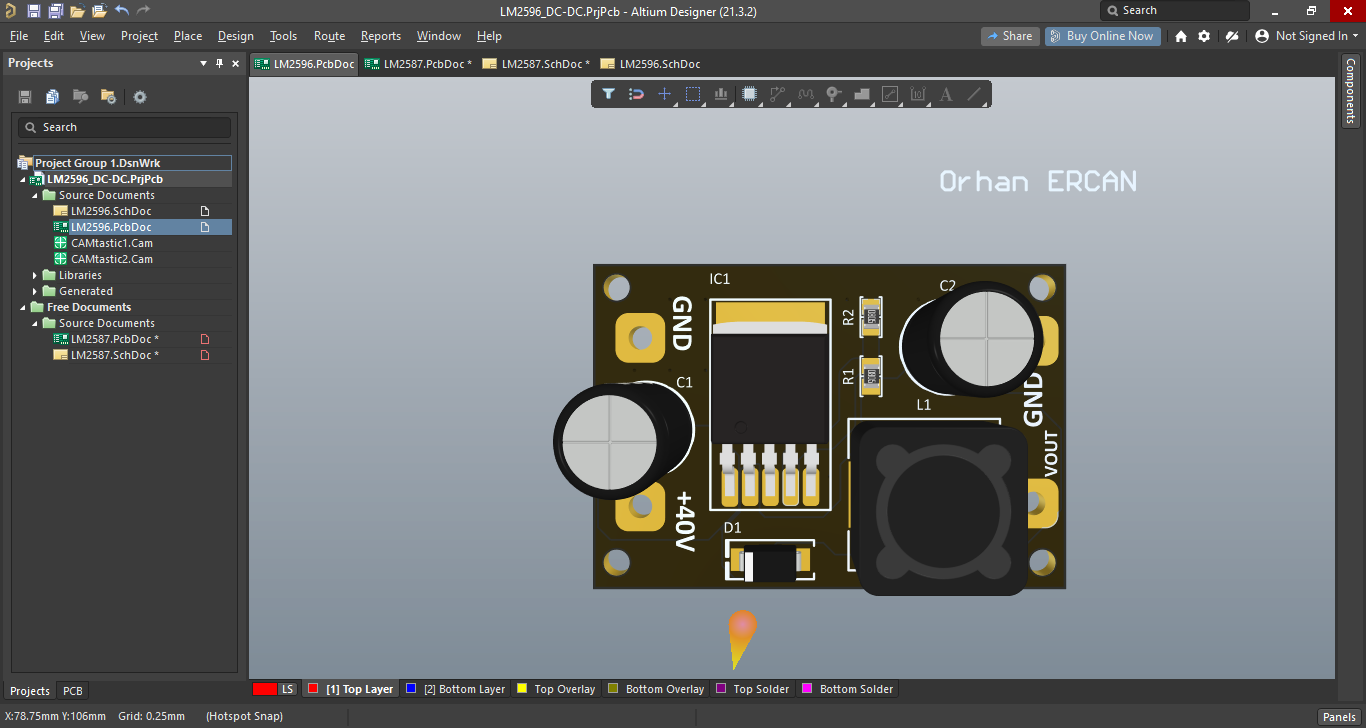 LM2596_DC-DC.PrjPcb - Altium Designer (21.3.2)
Search
File Edit View Project Place Design Tools Route Reports Window Help
Share
Buy Online Now
Not Signed In
Projects
LM2596.PcbDoc
LM2587.PcbDoc *
LM2587.SchDoc *
LM2596.SchDoc
Components
Search
Project Group 1.DsnWrk
LM2596_DC-DC.PrjPcb
Source Documents
LM2596.SchDoc
LM2596.PcbDoc
CAMtastic1.Cam
CAMtastic2.Cam
Libraries
Generated
Free Documents
Source Documents
LM2587.PcbDoc *
LM2587.SchDoc *
Orhan ERCAN
IC1
C2
GND
R2
C1
R1
GND
L1
VOUT
+40V
D1
Projects
PCB
LS
[1] Top Layer
[2] Bottom Layer
Top Overlay
Bottom Overlay
Top Solder
Bottom Solder
X:78.75mm Y:106mm Grid: 0.25mm (Hotspot Snap)
Panels